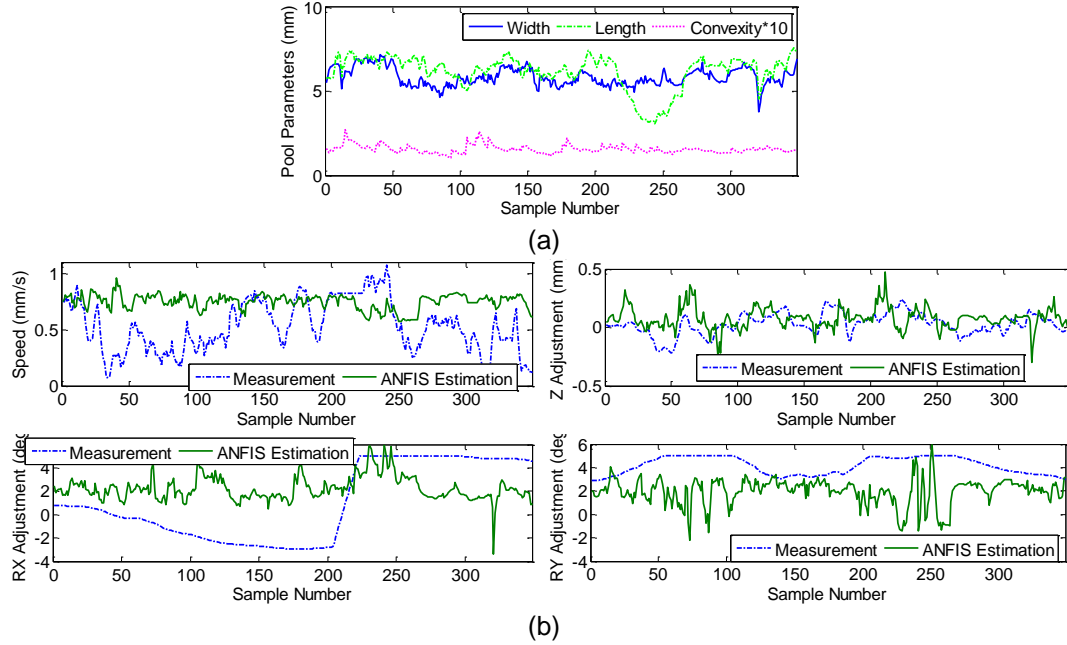 10
5
0
Pool Parameters (mm)
Width
Length
Convexity*10
0 50 100 150 200 250 300
Sample Number
(a)
1
0.5
0
Speed (mm/s)
Measurement
ANFIS Estimation
0 50 100 150 200 250 300
Sample Number
0.5
0
-0.5
Z Adjustment (mm
Measurement
ANFIS Estimation
0 50 100 150 200 250 300
Sample Number
4
2
0
-2
-4
RX Adjustment (deg
Measurement
ANFIS Estimation
0 50 100 150 200 250 300
Sample Number
6
4
2
0
-2
-4
RY Adjustment (deg
Measurement
ANFIS Estimation
0 50 100 150 200 250 300
Sample Number
(b)